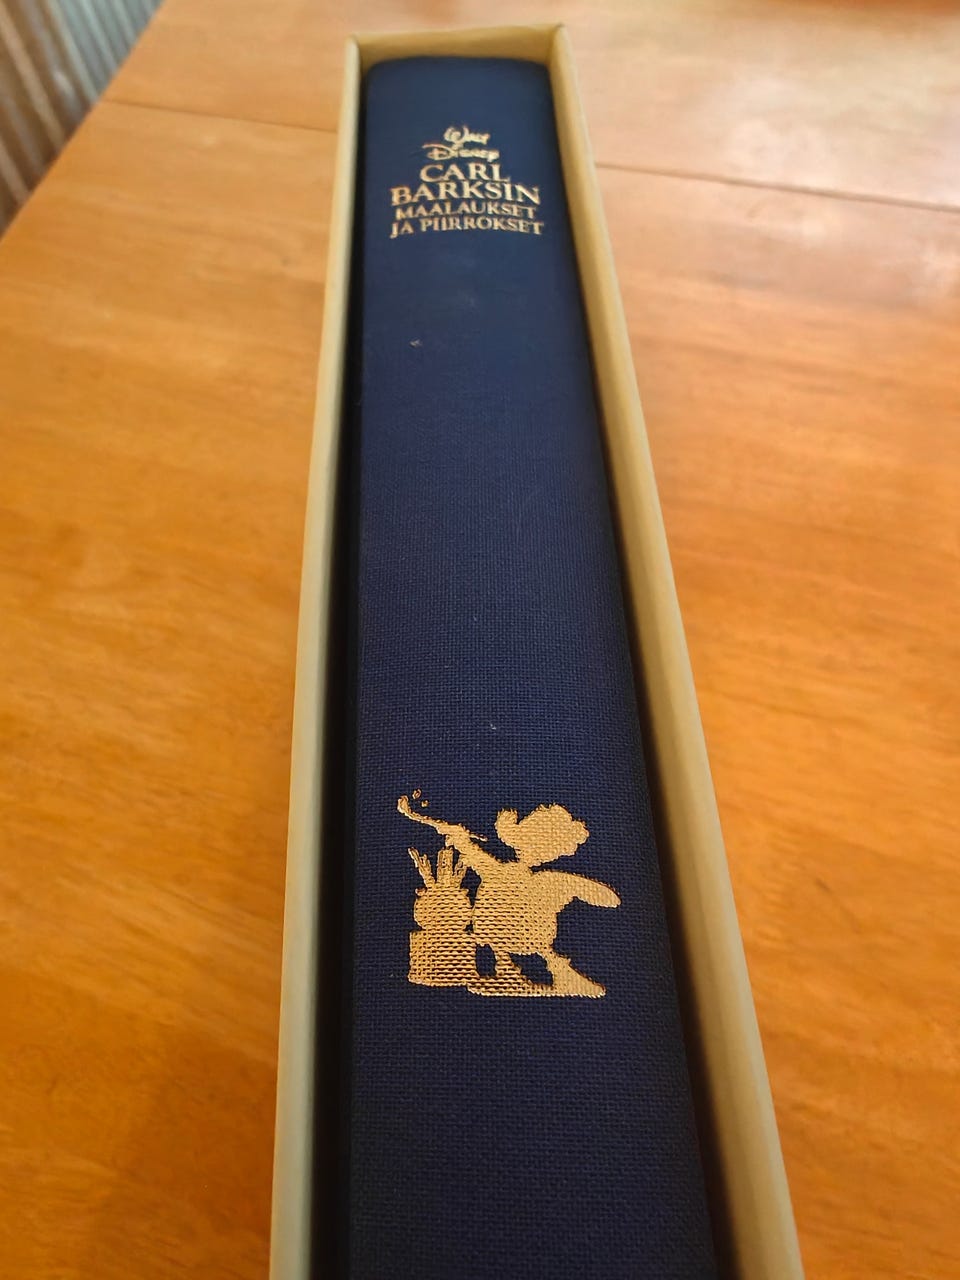 Walt
Disney
CARL
BARKSIN
MAALAUKSET
JA PIIRROKSET